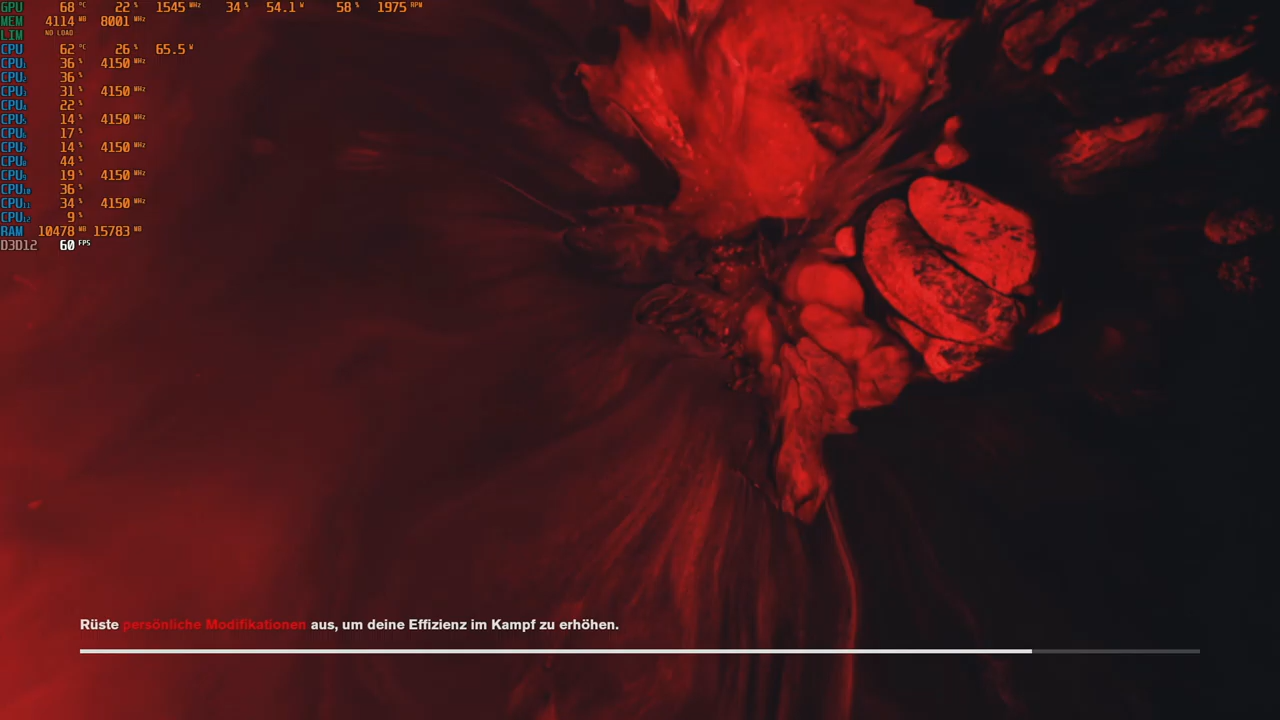 GPU 68 °C 22 % 1545 MHz 34 % 54.1 W 58 % 1975 RPM
MEM 4114 MB 8001 MHz
LIM NO LOAD
CPU 62 °C 26 % 65.5 W
CPU1 36 % 4150 MHz
CPU2 36 %
CPU3 31 % 4150 MHz
CPU4 22 %
CPU5 14 % 4150 MHz
CPU6 17 %
CPU7 14 % 4150 MHz
CPU8 44 %
CPU9 19 % 4150 MHz
CPU10 36 %
CPU11 34 % 4150 MHz
CPU12 9 %
RAM 10478 MB 15783 MB
D3D12 60 FPS
Rüste persönliche Modifikationen aus, um deine Effizienz im Kampf zu erhöhen.